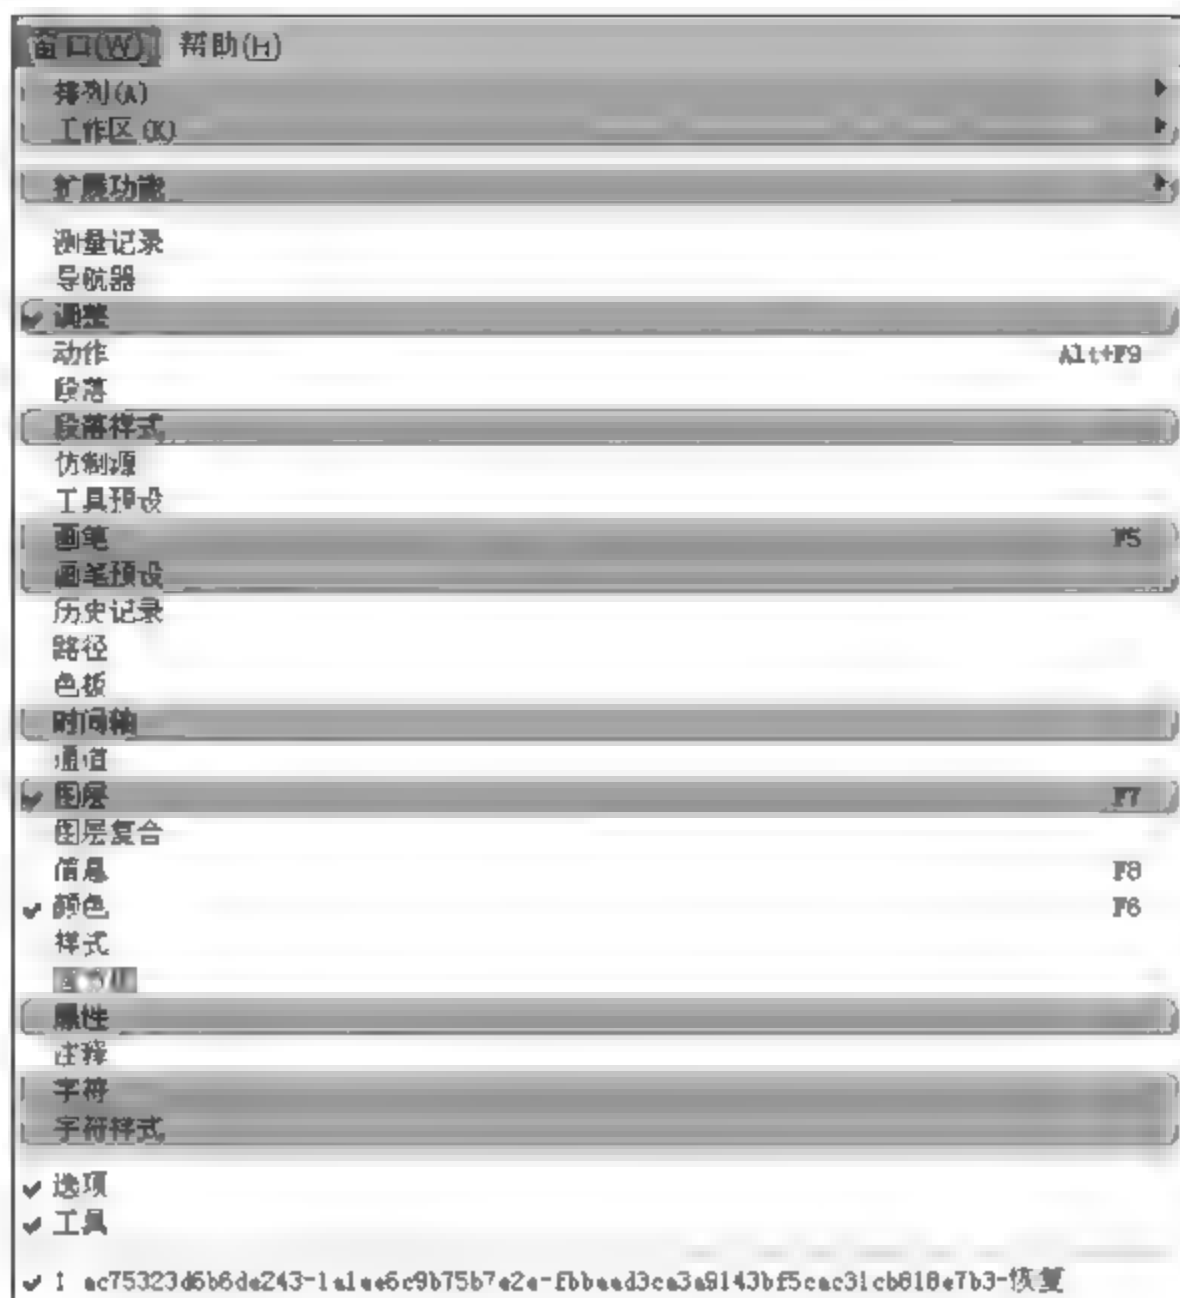 窗口(W) 帮助(H)
排列(A)
工作区(K)
扩展功能
测量记录
导航器
调整
动作 Alt+F9
段落
段落样式
仿制源
工具预设
画笔 F5
画笔预设
历史记录
路径
色板
时间轴
通道
图层 F7
图层复合
信息 F8
颜色 F6
样式
属性
注释
字符
字符样式
选项
工具